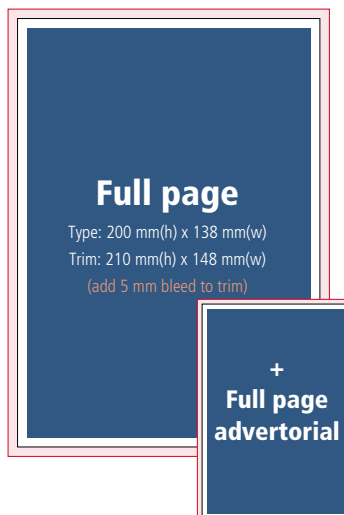 Full page
Type: 200 mm(h) x 138 mm(w)
Trim: 210 mm(h) x 148 mm(w)
(add 5 mm bleed to trim)
+
Full page
advertorial